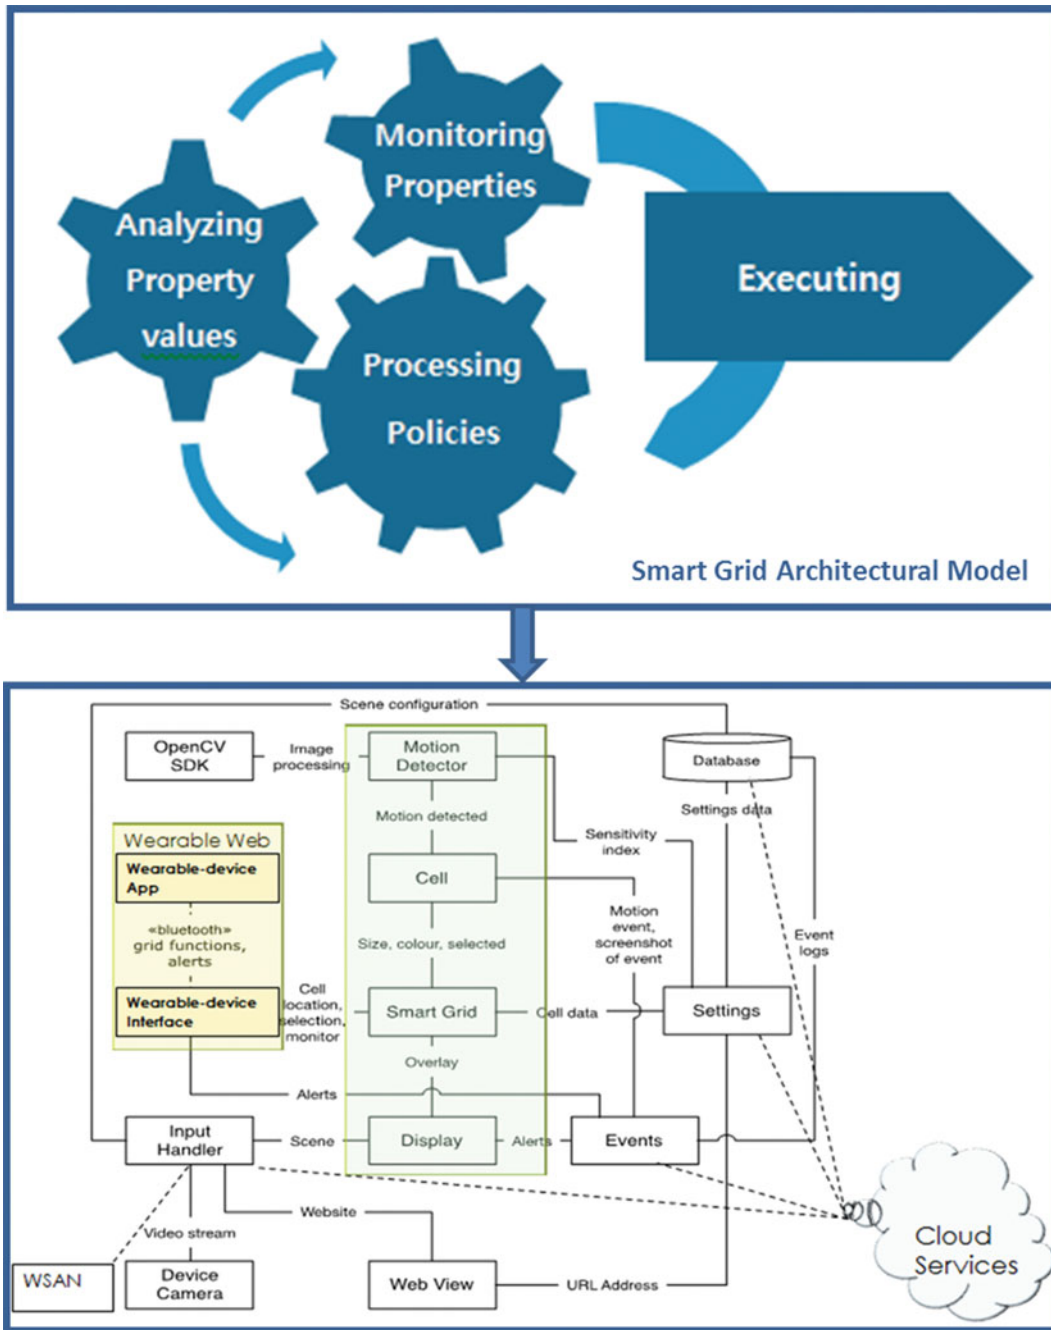 Monitoring
Properties
Analyzing
Property
values
Executing
Processing
Policies
Smart Grid Architectural Model
Scene configuration
OpenCV
SDK
Image
processing
Motion
Detector
Database
Motion detected
Settings data
Sensitivity
index
Wearable Web
Wearable-device
App
Cell
«bluetooth»
grid functions,
alerts
Size, colour, selected
Motion
event,
screenshot
of event
Event
logs
Wearable-device
Interface
Cell
location,
selection,
monitor
Smart Grid
Cell data
Settings
Overlay
Alerts
Input
Handler
Scene
Display
Alerts
Events
Website
Video stream
WSAN
Device
Camera
Web View
URL Address
Cloud
Services